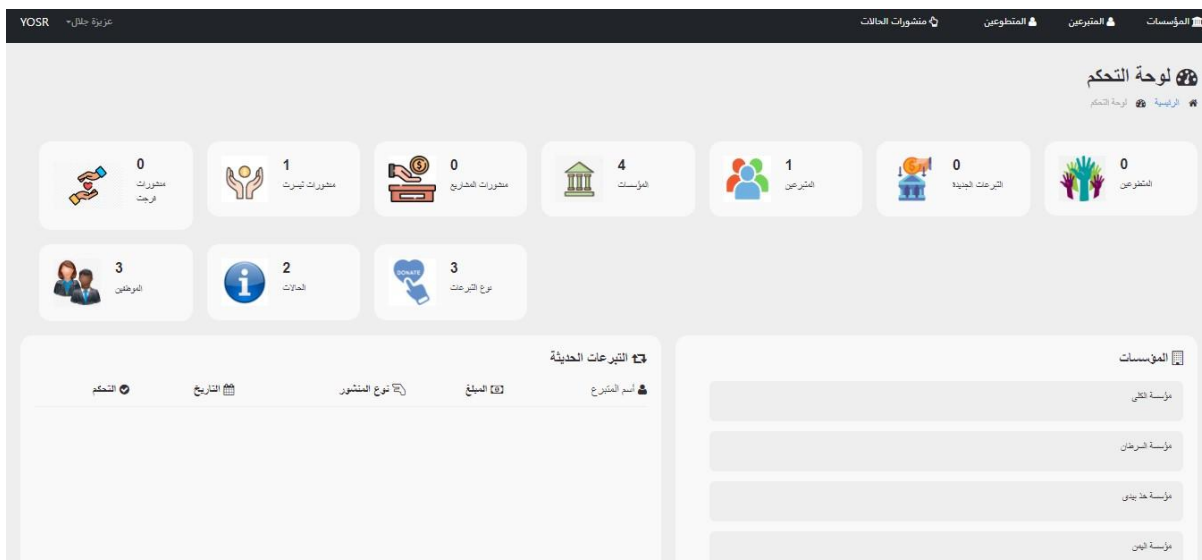 المؤسسات
المتبرعين
المتطوعين
منشورات الحالات
عزيزة جلال
YOSR
لوحة التحكم
الرئيسية
لوحة التحكم
0
المتطوعين
0
التبرعات الجديدة
1
المتبرعين
4
المؤسسات
0
منشورات المشاريع
1
منشورات تيسرت
0
منشورات
فرجت
3
نوع التبرعات
DONATE
2
الحالات
3
الموظفين
المؤسسات
مؤسسة الكلى
مؤسسة السرطان
مؤسسة خذ بيدى
مؤسسة اليمن
التبرعات الحديثة
أسم المتبرع
المبلغ
نوع المنشور
التاريخ
التحكم